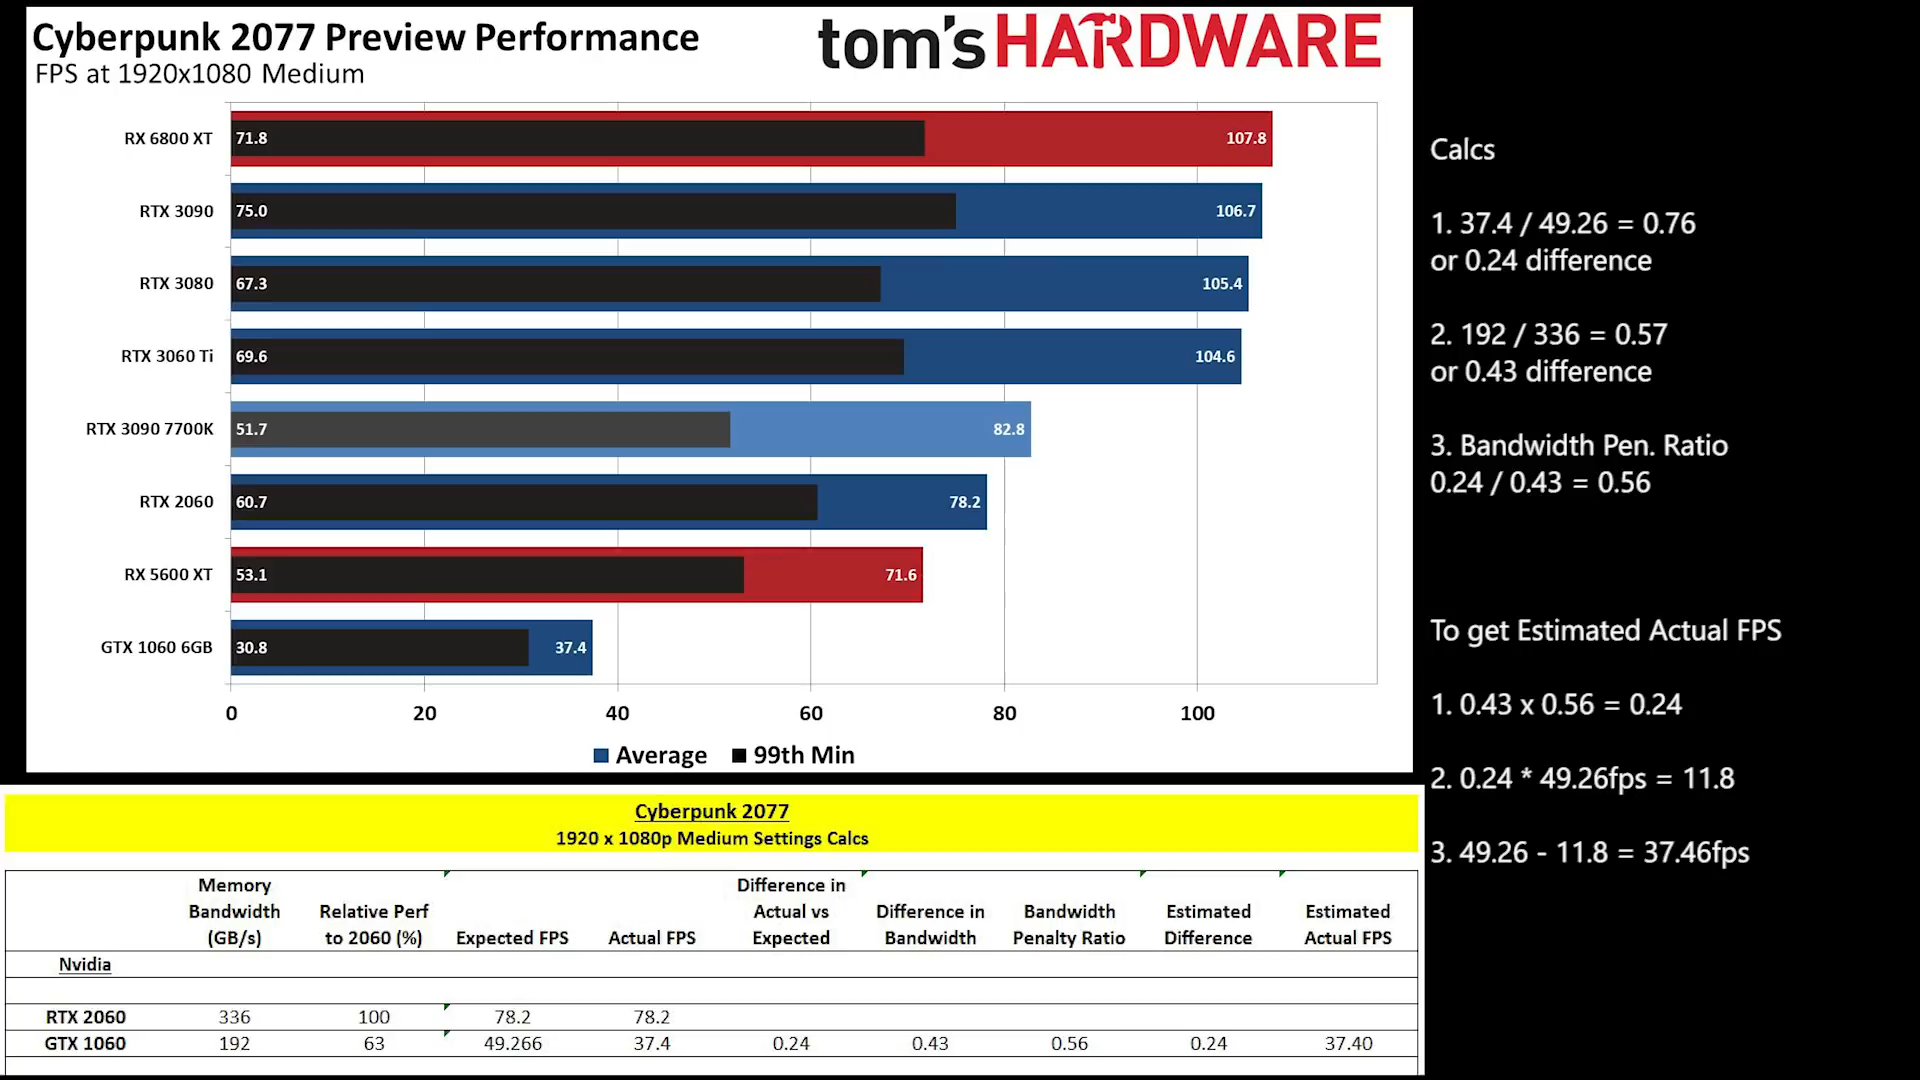 Cyberpunk 2077 Preview Performance
FPS at 1920x1080 Medium
tom's HARDWARE
RX 6800 XT 71.8 107.8
RTX 3090 75.0 106.7
RTX 3080 67.3 105.4
RTX 3060 Ti 69.6 104.6
RTX 3090 7700K 51.7 82.8
RTX 2060 60.7 78.2
RX 5600 XT 53.1 71.6
GTX 1060 6GB 30.8 37.4
0 20 40 60 80 100
Average 99th Min
Calcs
1. 37.4 / 49.26 = 0.76
or 0.24 difference
2. 192 / 336 = 0.57
or 0.43 difference
3. Bandwidth Pen. Ratio
0.24 / 0.43 = 0.56
To get Estimated Actual FPS
1. 0.43 x 0.56 = 0.24
2. 0.24 * 49.26fps = 11.8
3. 49.26 - 11.8 = 37.46fps
Cyberpunk 2077
1920 x 1080p Medium Settings Calcs
Memory Bandwidth (GB/s) Relative Perf to 2060 (%) Expected FPS Actual FPS Difference in Actual vs Expected Difference in Bandwidth Bandwidth Penalty Ratio Estimated Difference Estimated Actual FPS
Nvidia
RTX 2060 336 100 78.2 78.2
GTX 1060 192 63 49.266 37.4 0.24 0.43 0.56 0.24 37.40